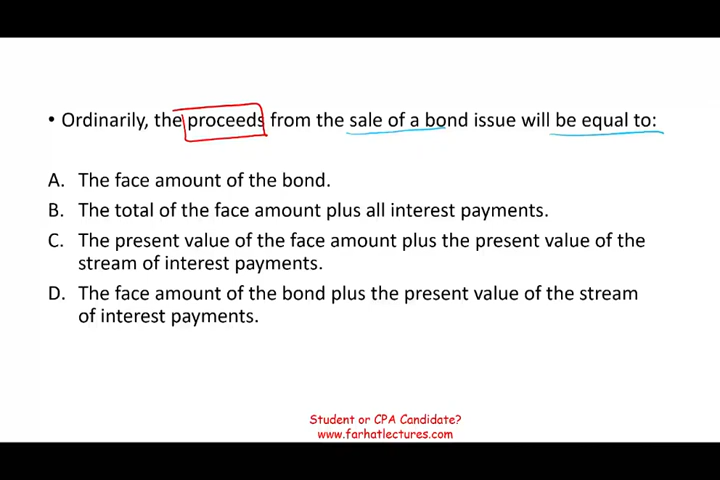 • Ordinarily, the proceeds from the sale of a bond issue will be equal to:
A. The face amount of the bond.
B. The total of the face amount plus all interest payments.
C. The present value of the face amount plus the present value of the
stream of interest payments.
D. The face amount of the bond plus the present value of the stream
of interest payments.
Student or CPA Candidate?
www.farhatlectures.com